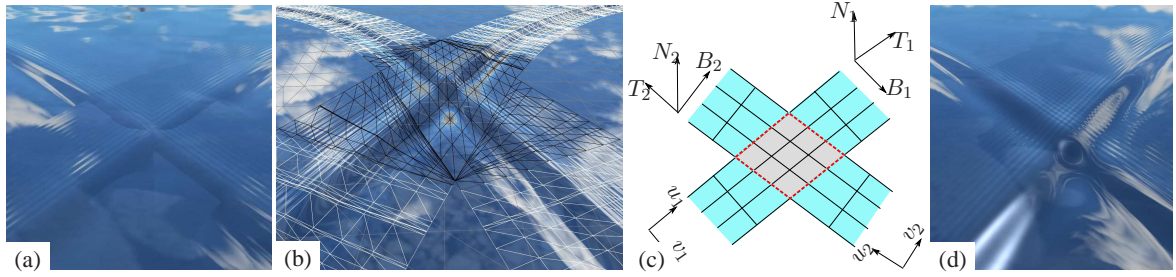 N₁
T₁
B₁
N₂
B₂
T₂
u₁
v₁
u₂
v₂
(a)
(b)
(c)
(d)